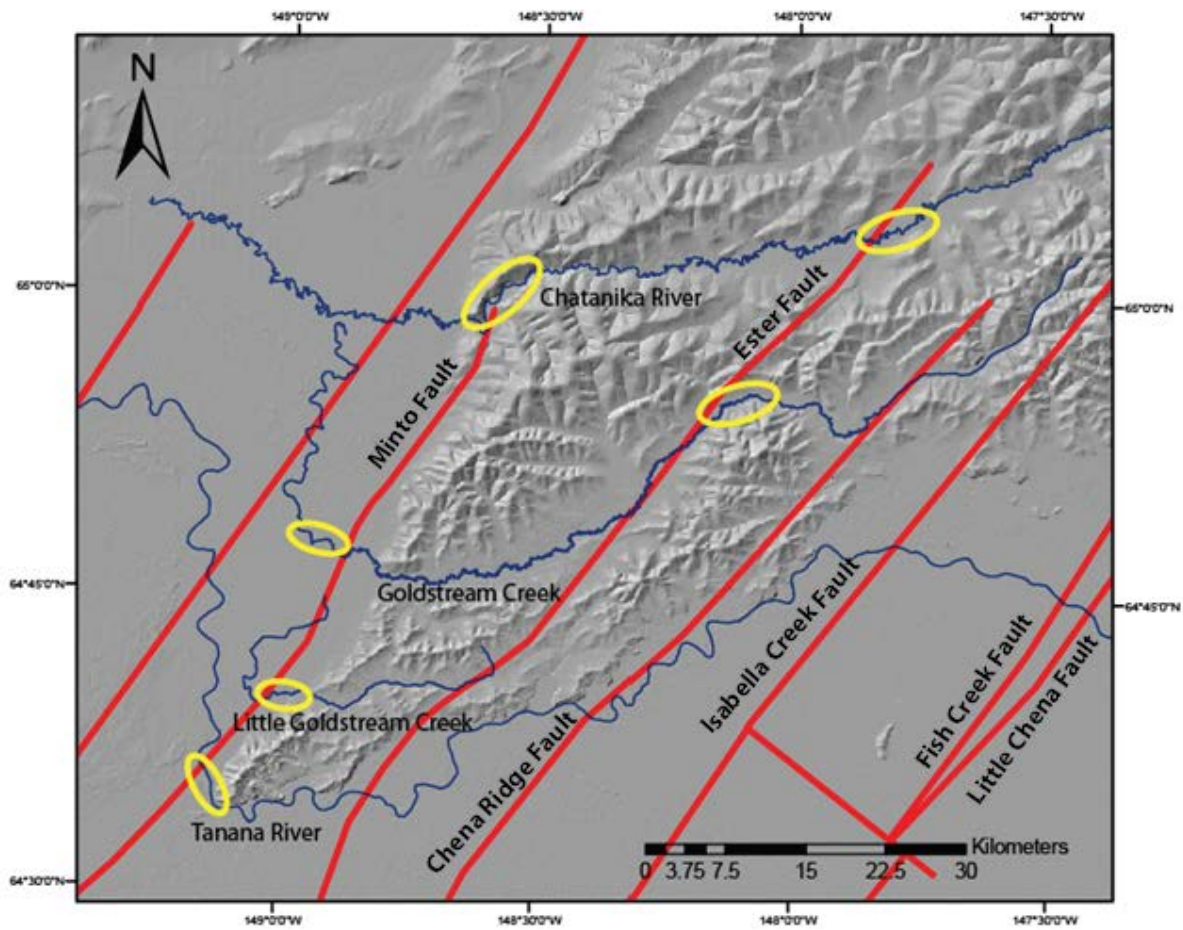 149°0'0"W
148°30'0"W
148°0'0"W
147°30'0"W
N
65°0'0"N
65°0'0"N
Chatanika River
Ester Fault
Minto Fault
64°45'0"N
64°45'0"N
Goldstream Creek
Isabella Creek Fault
Fish Creek Fault
Little Chena Fault
Little Goldstream Creek
Chena Ridge Fault
Tanana River
Kilometers
0 3.75 7.5 15 22.5 30
64°30'0"N
149°0'0"W
148°30'0"W
148°0'0"W
147°30'0"W